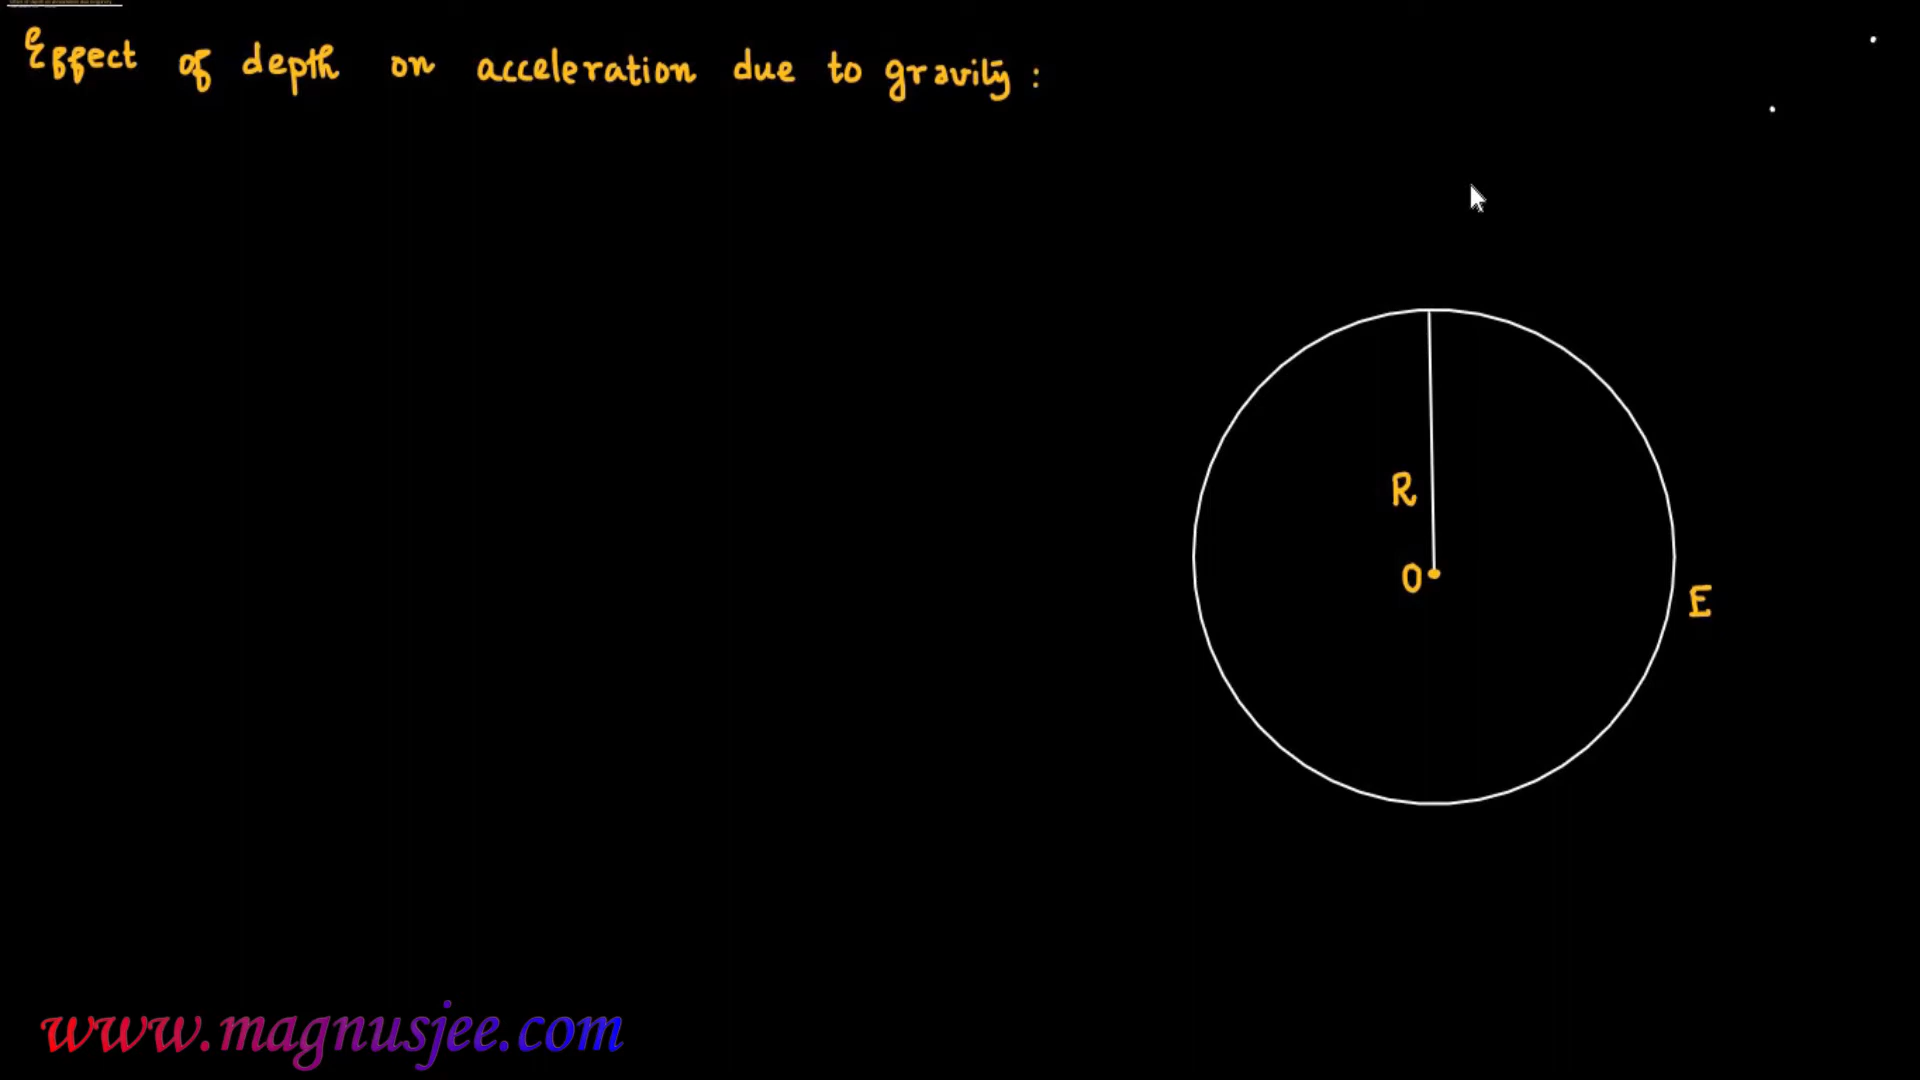 Effect of depth on acceleration due to gravity :
R
O
E
www.magnusjee.com